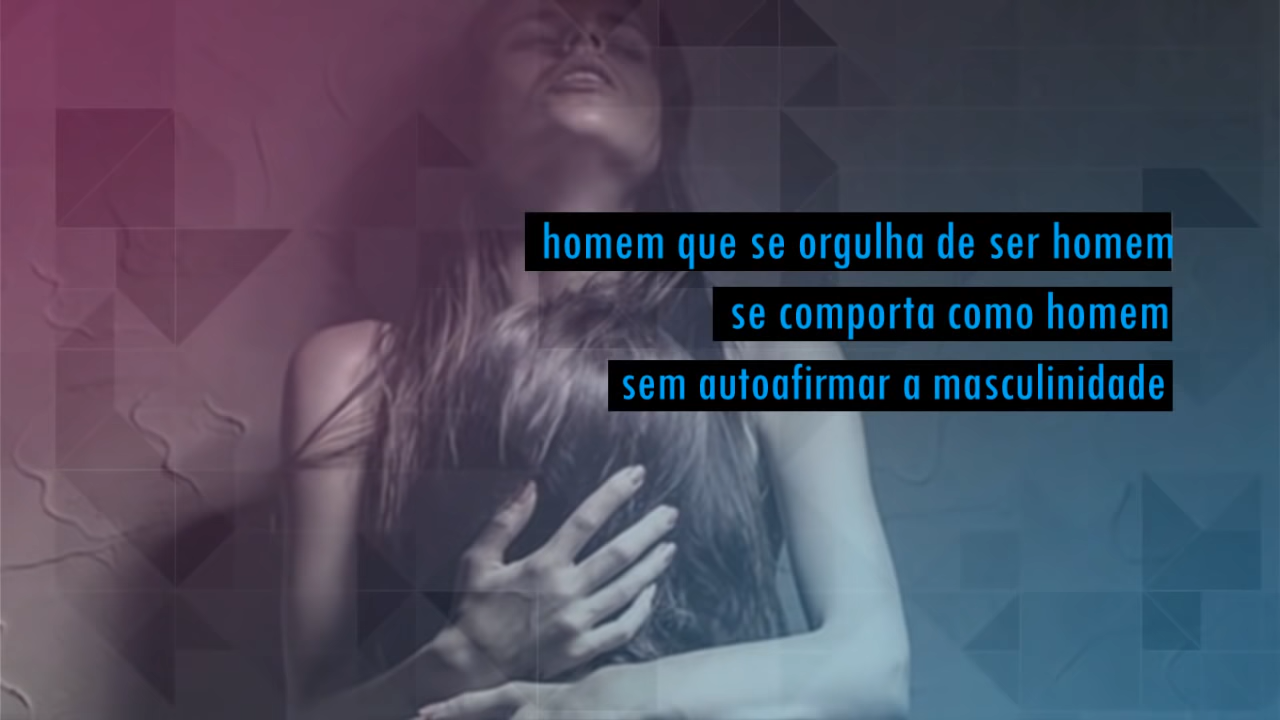 homem que se orgulha de ser homem
se comporta como homem
sem autoafirmar a masculinidade